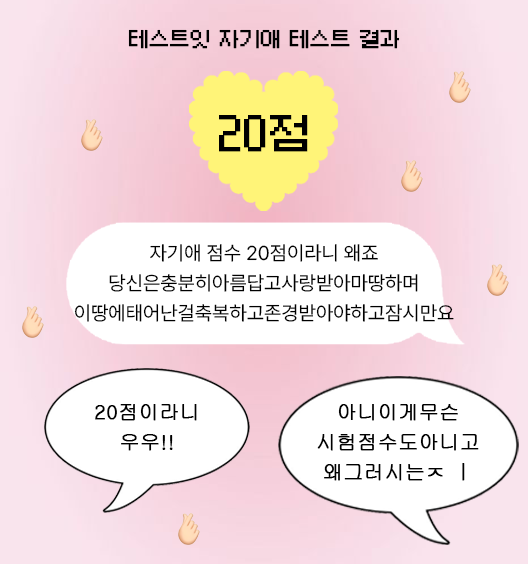 테스트잇 자기애 테스트 결과
20점
자기애 점수 20점이라니 왜죠
당신은충분히아름답고사랑받아마땅하며
이땅에태어난걸축복하고존경받아야하고잠시만요
20점이라니
우우!!
아니이게무슨
시험점수도아니고
왜그러시는ㅈ ㅣ